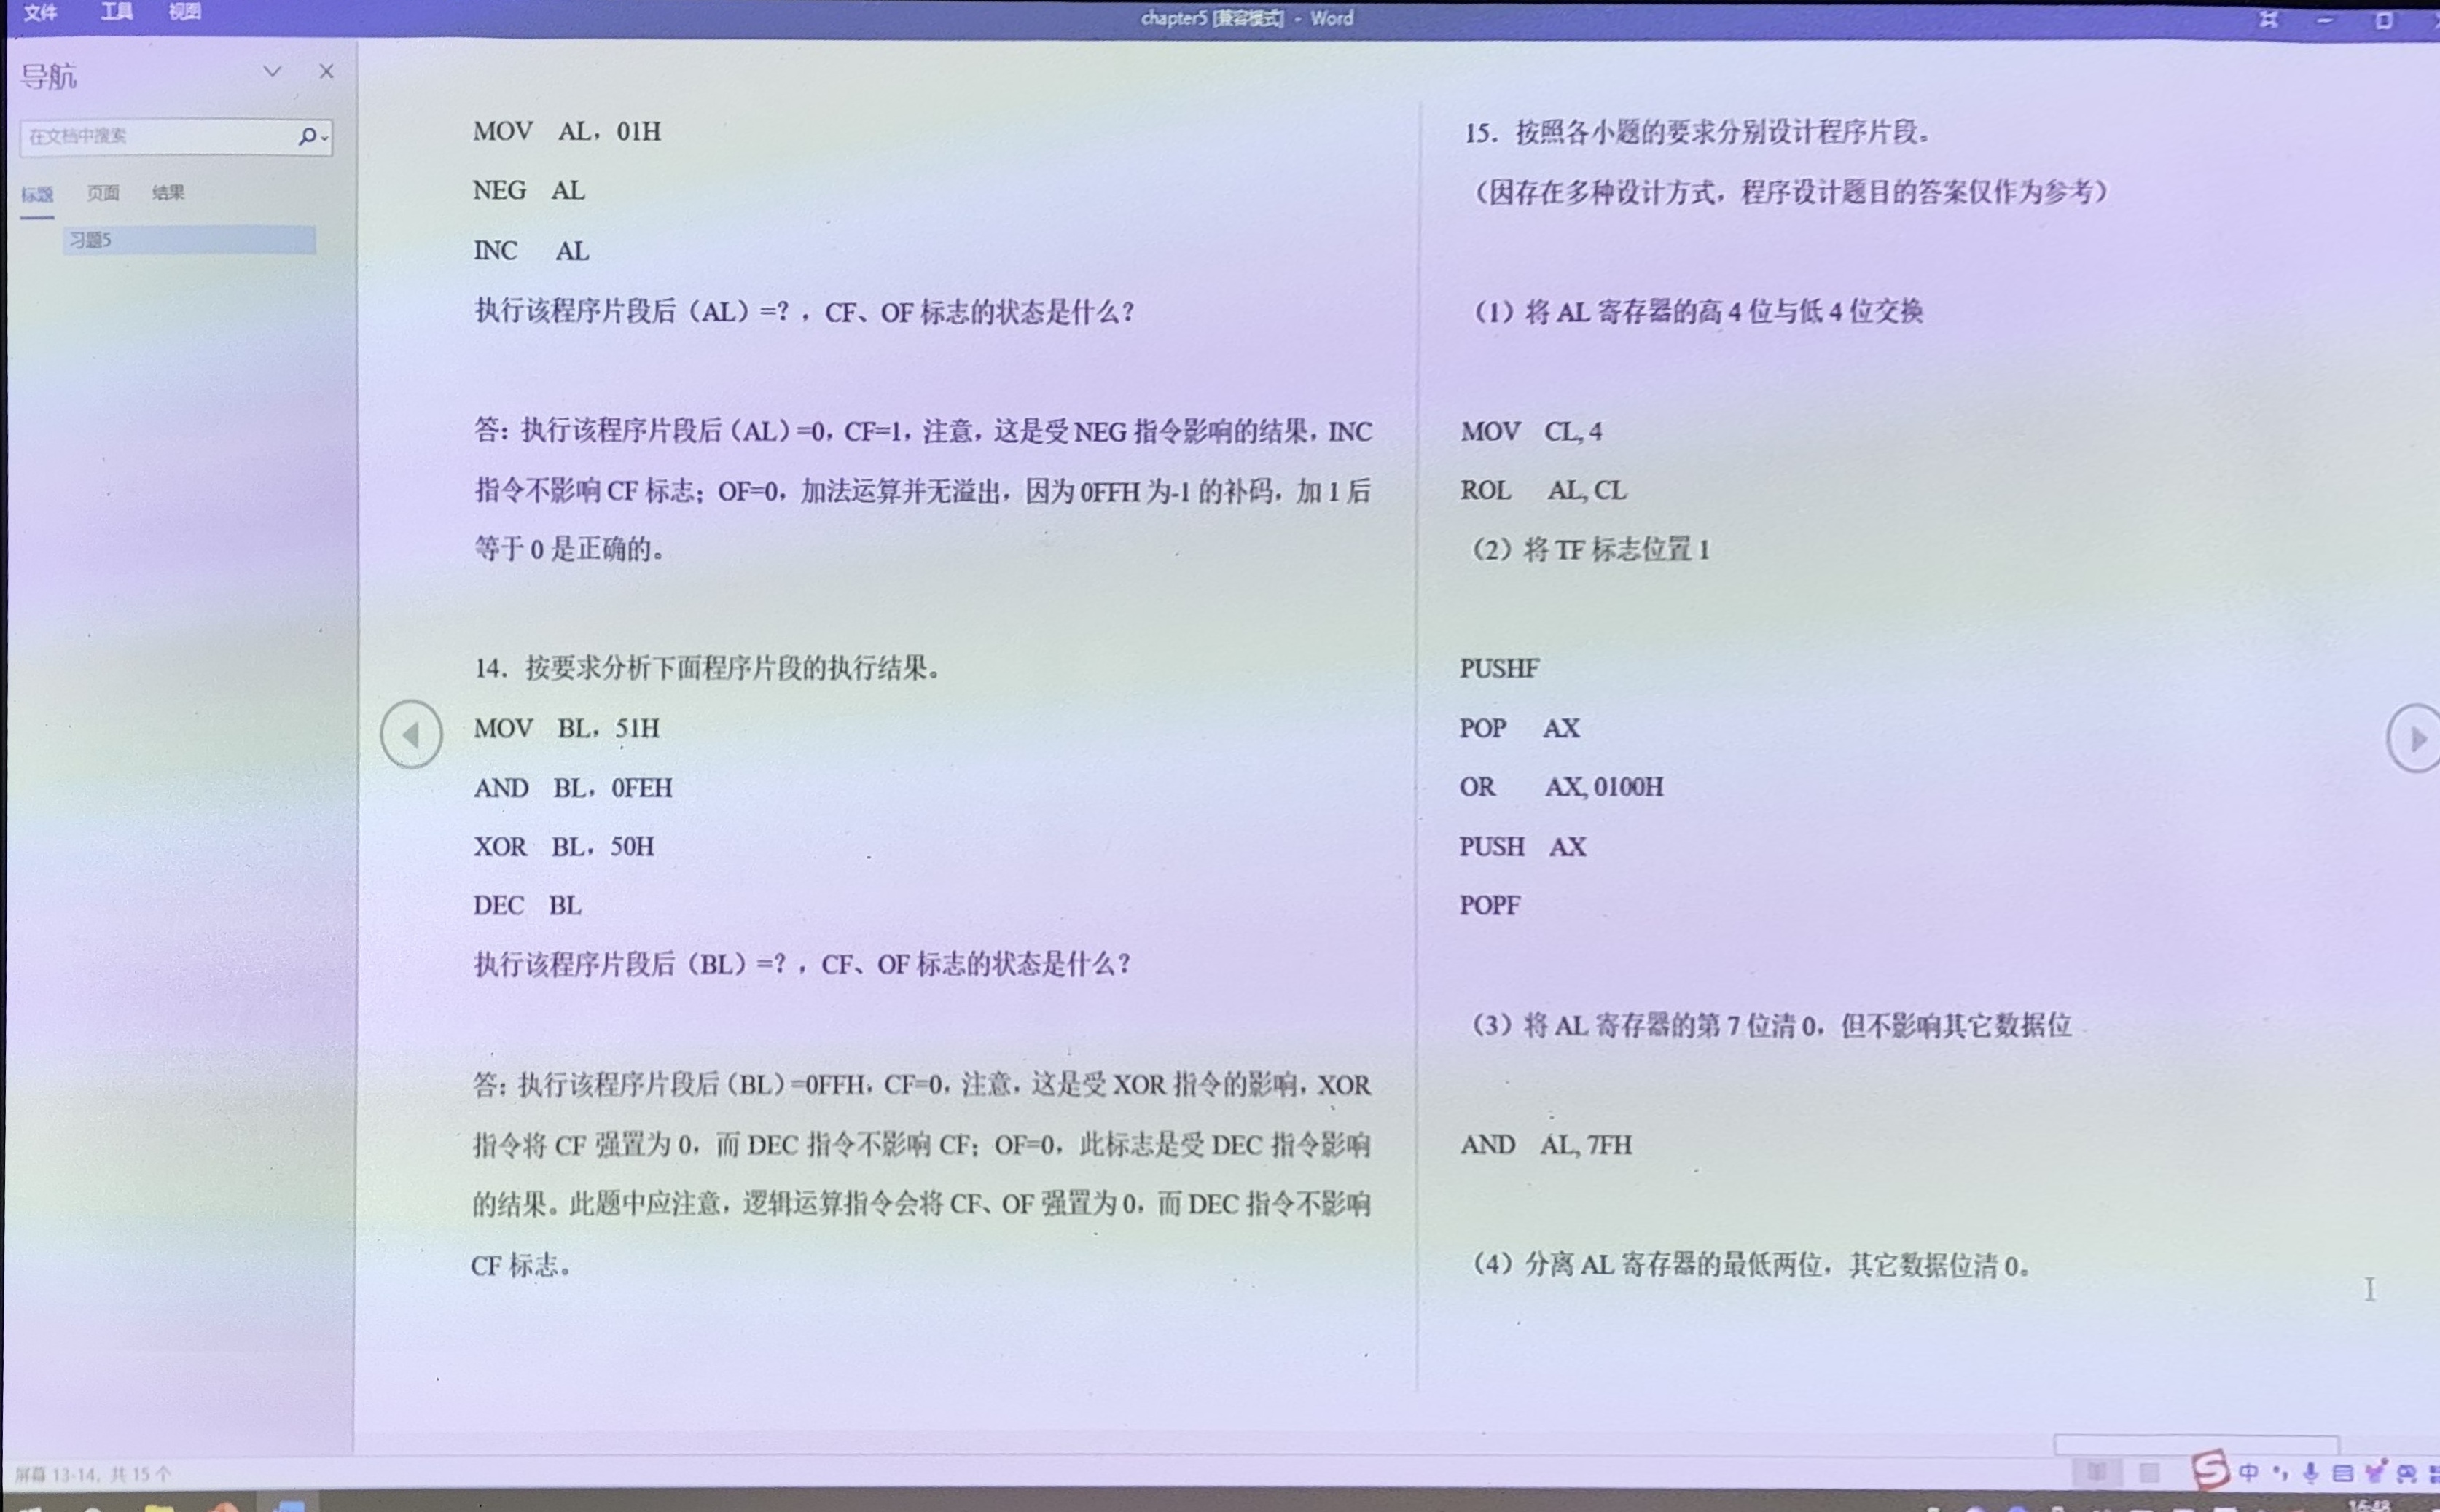 文件 工具 视图
chapter5 [兼容模式] - Word
导航
在文档中搜索
标题 页面 结果
习题5
MOV AL，01H
NEG AL
INC AL
执行该程序片段后（AL）=？，CF、OF 标志的状态是什么？
答：执行该程序片段后（AL）=0，CF=1，注意，这是受 NEG 指令影响的结果，INC
指令不影响 CF 标志；OF=0，加法运算并无溢出，因为 0FFH 为-1 的补码，加 1 后
等于 0 是正确的。
14．按要求分析下面程序片段的执行结果。
MOV BL，51H
AND BL，0FEH
XOR BL，50H
DEC BL
执行该程序片段后（BL）=？，CF、OF 标志的状态是什么？
答：执行该程序片段后（BL）=0FFH，CF=0，注意，这是受 XOR 指令的影响，XOR
指令将 CF 强置为 0，而 DEC 指令不影响 CF；OF=0，此标志是受 DEC 指令影响
的结果。此题中应注意，逻辑运算指令会将 CF、OF 强置为 0，而 DEC 指令不影响
CF 标志。
15．按照各小题的要求分别设计程序片段。
（因存在多种设计方式，程序设计题目的答案仅作为参考）
（1）将 AL 寄存器的高 4 位与低 4 位交换
MOV CL, 4
ROL AL, CL
（2）将 TF 标志位置 1
PUSHF
POP AX
OR AX, 0100H
PUSH AX
POPF
（3）将 AL 寄存器的第 7 位清 0，但不影响其它数据位
AND AL, 7FH
（4）分离 AL 寄存器的最低两位，其它数据位清 0。
屏幕 13-14，共 15 个
S 中